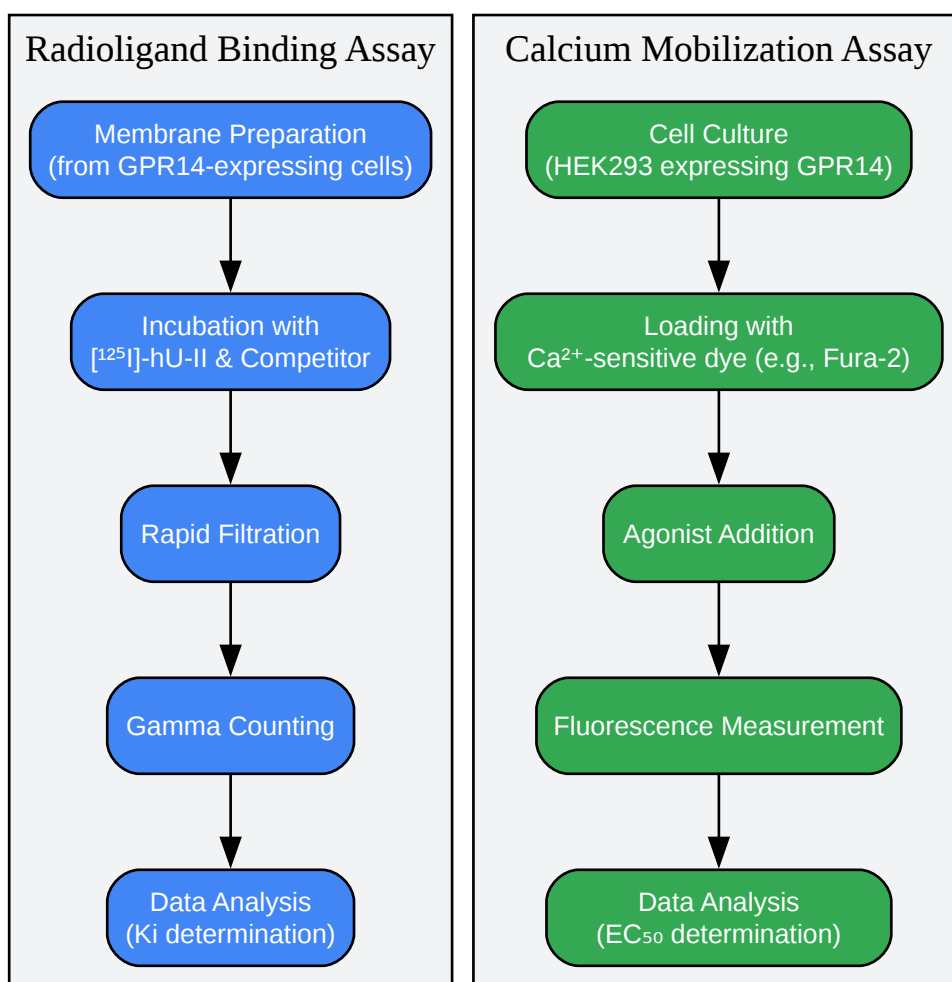 Radioligand Binding Assay
Membrane Preparation
(from GPR14-expressing cells)
Incubation with
[¹²⁵I]-hU-II & Competitor
Rapid Filtration
Gamma Counting
Data Analysis
(Ki determination)
Calcium Mobilization Assay
Cell Culture
(HEK293 expressing GPR14)
Loading with
Ca²⁺-sensitive dye (e.g., Fura-2)
Agonist Addition
Fluorescence Measurement
Data Analysis
(EC₅₀ determination)